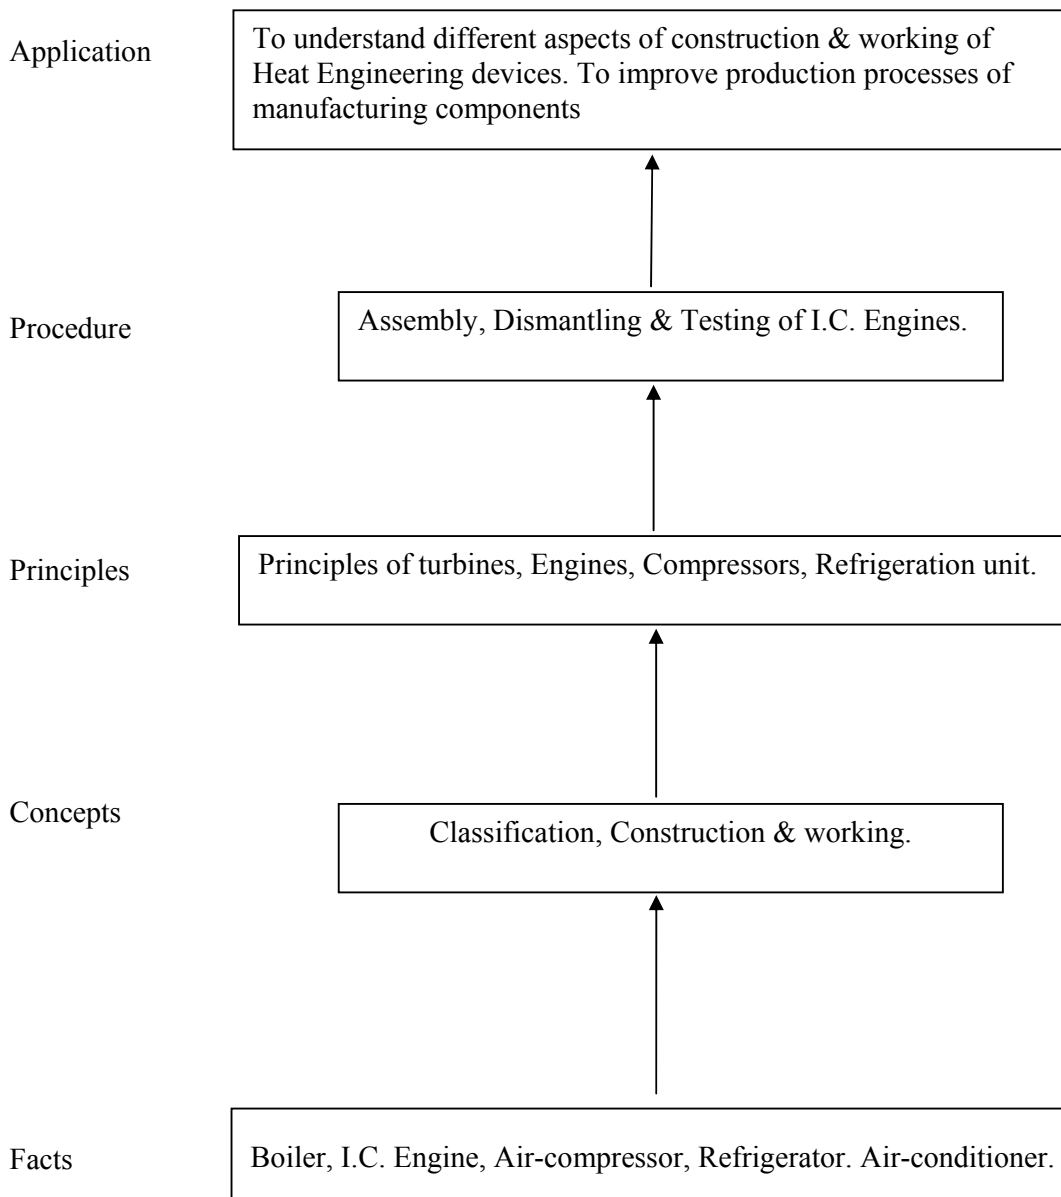 Application
To understand different aspects of construction & working of
Heat Engineering devices. To improve production processes of
manufacturing components
Procedure
Assembly, Dismantling & Testing of I.C. Engines.
Principles
Principles of turbines, Engines, Compressors, Refrigeration unit.
Concepts
Classification, Construction & working.
Facts
Boiler, I.C. Engine, Air-compressor, Refrigerator. Air-conditioner.